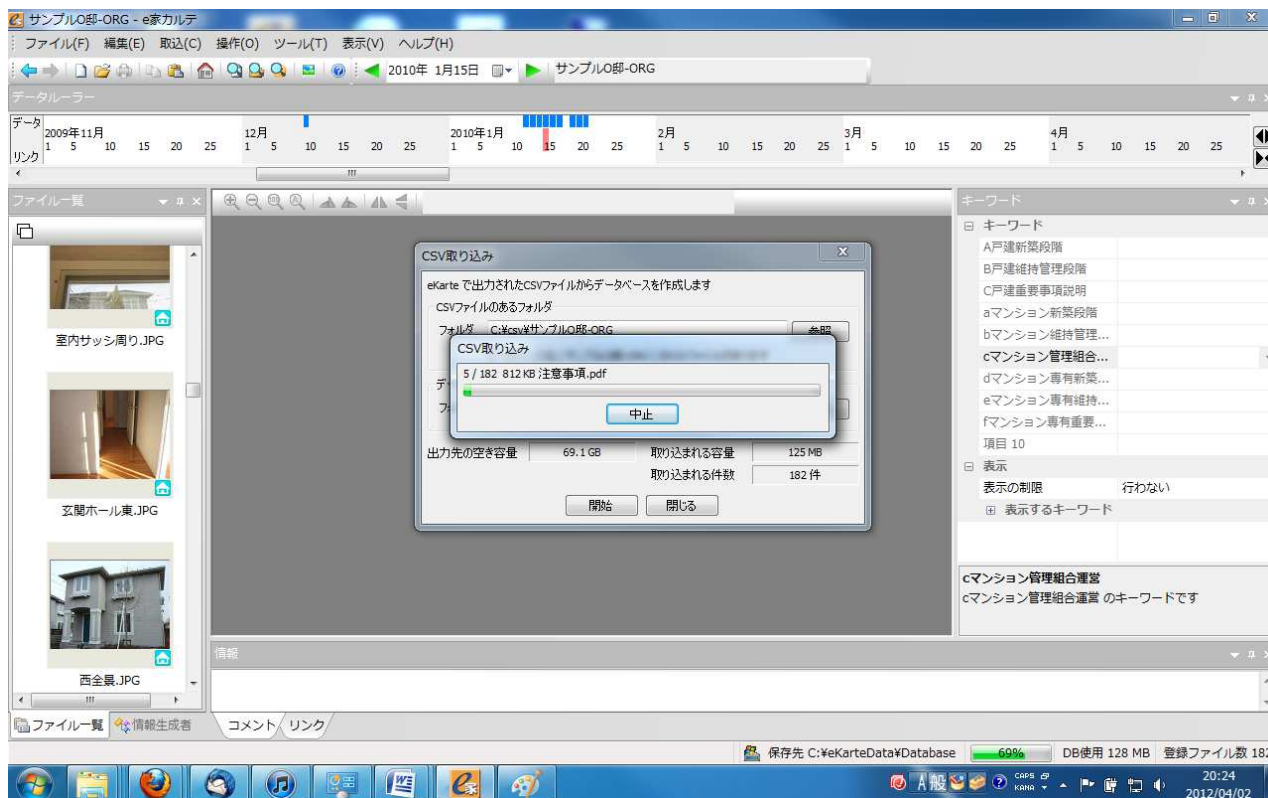 サンプルO邸-ORG - e家カルテ
ファイル(F) 編集(E) 取込(C) 操作(O) ツール(T) 表示(V) ヘルプ(H)
2010年 1月15日 サンプルO邸-ORG
データルーラー
データ
2009年11月 12月 2010年1月 2月 3月 4月
1 5 10 15 20 25 1 5 10 15 20 25 1 5 10 15 20 25 1 5 10 15 20 25 1 5 10 15 20 25 1 5 10 15 20 25
リンク
ファイル一覧
室内サッシ周り.JPG
玄関ホール東.JPG
西全景.JPG
ファイル一覧 情報生成者
CSV取り込み
eKarte で出力されたCSVファイルからデータベースを作成します
CSVファイルのあるフォルダ
フォルダ C:¥csv¥サンプルO邸-ORG 参照
CSV取り込み
5 / 182 812 KB 注意事項.pdf
中止
出力先の空き容量 69.1 GB 取り込まれる容量 125 MB
取り込まれる件数 182 件
開始 閉じる
キーワード
キーワード
A戸建新築段階
B戸建維持管理段階
C戸建重要事項説明
aマンション新築段階
bマンション維持管理...
cマンション管理組合...
dマンション専有新築...
eマンション専有維持...
fマンション専有重要...
項目 10
表示
表示の制限 行わない
表示するキーワード
cマンション管理組合運営
cマンション管理組合運営 のキーワードです
情報
コメント リンク
保存先 C:¥eKarteData¥Database 69% DB使用 128 MB 登録ファイル数 182
A 般 CAPS KANA 20:24
2012/04/02